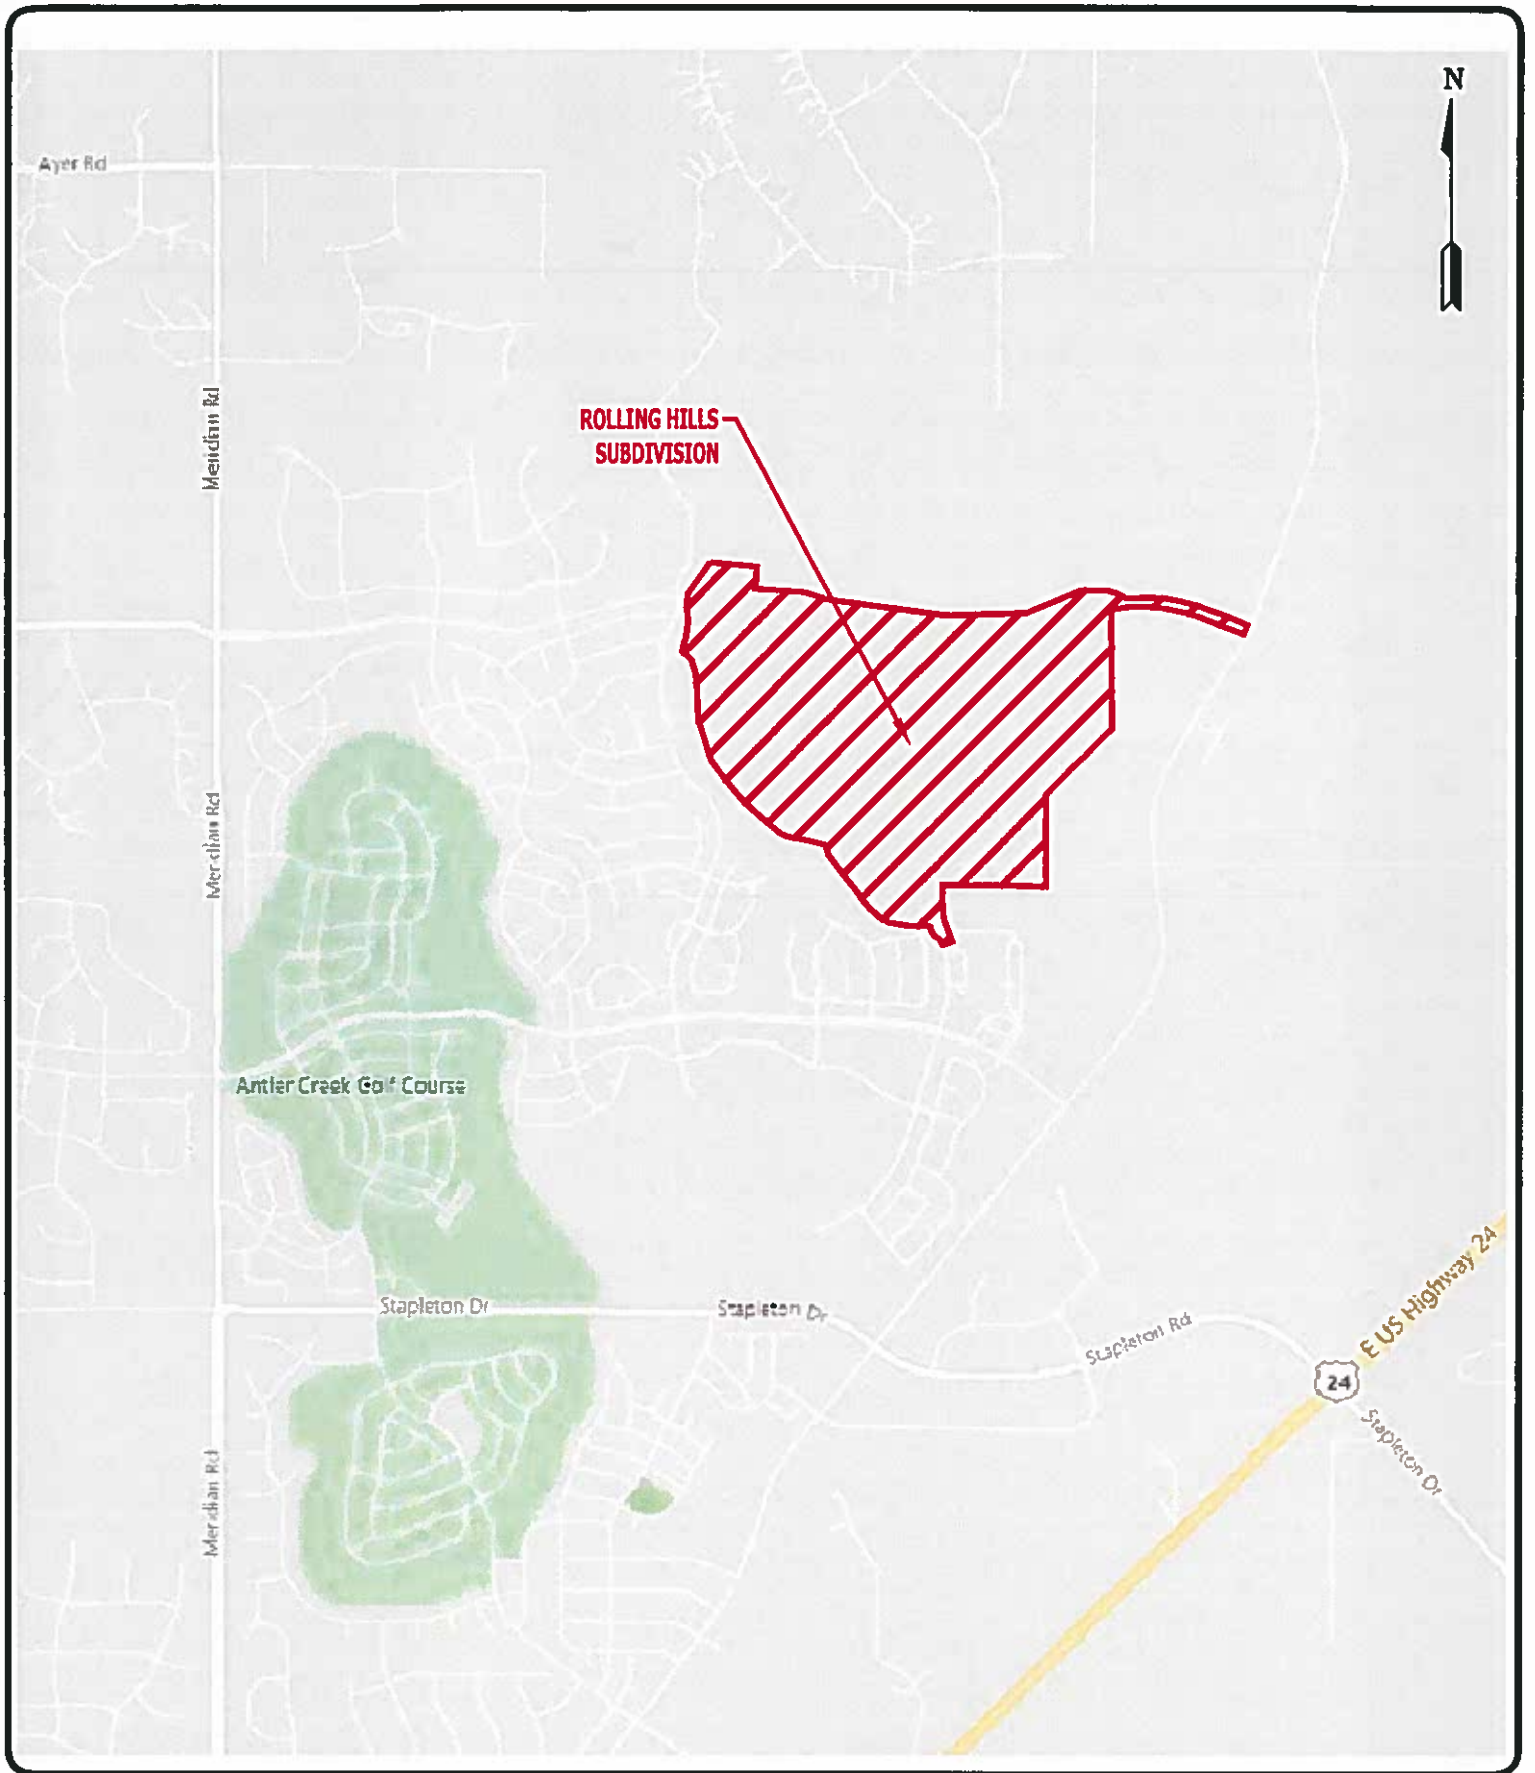 N
Ayer Rd
Meridian Rd
ROLLING HILLS
SUBDIVISION
Meridian Rd
Antler Creek Golf Course
Stapleton Dr
Stapleton Dr
Stapleton Rd
E US Highway 24
24
Stapleton Dr
Meridian Rd